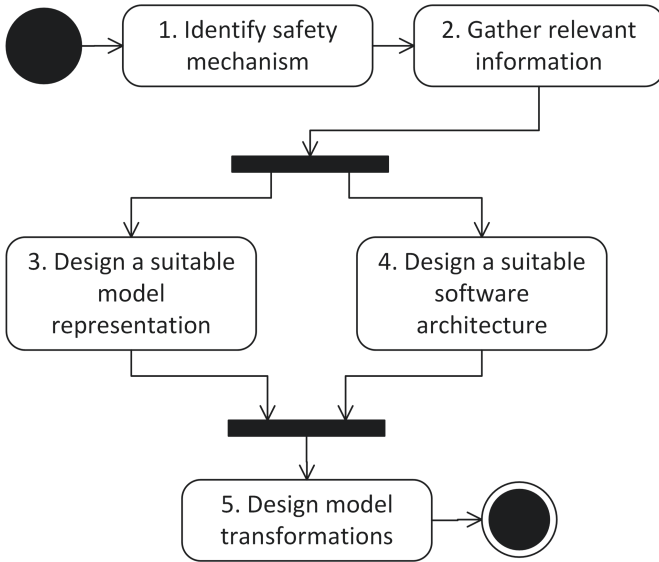 1. Identify safety
mechanism
2. Gather relevant
information
3. Design a suitable
model
representation
4. Design a suitable
software
architecture
5. Design model
transformations